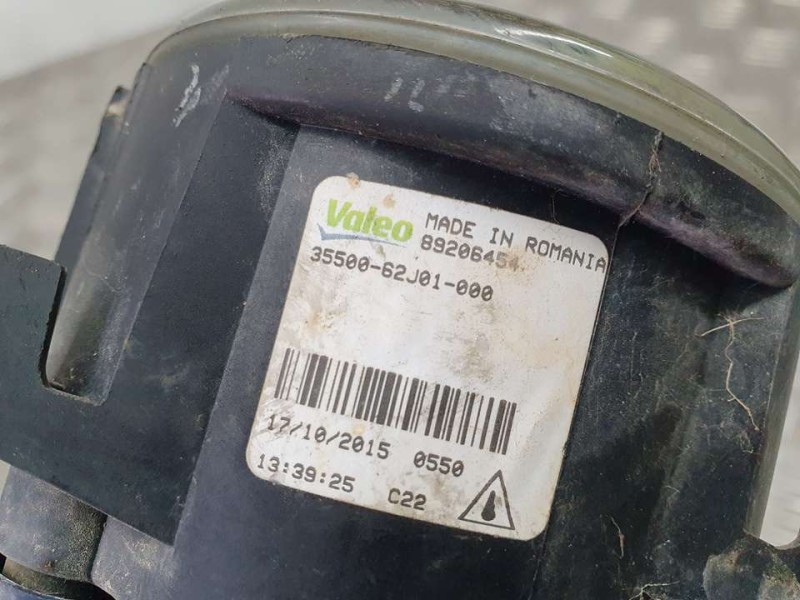 Valeo MADE IN ROMANIA
89206454
35500-62J01-000
17/10/2015 0550
13:39:25 C22